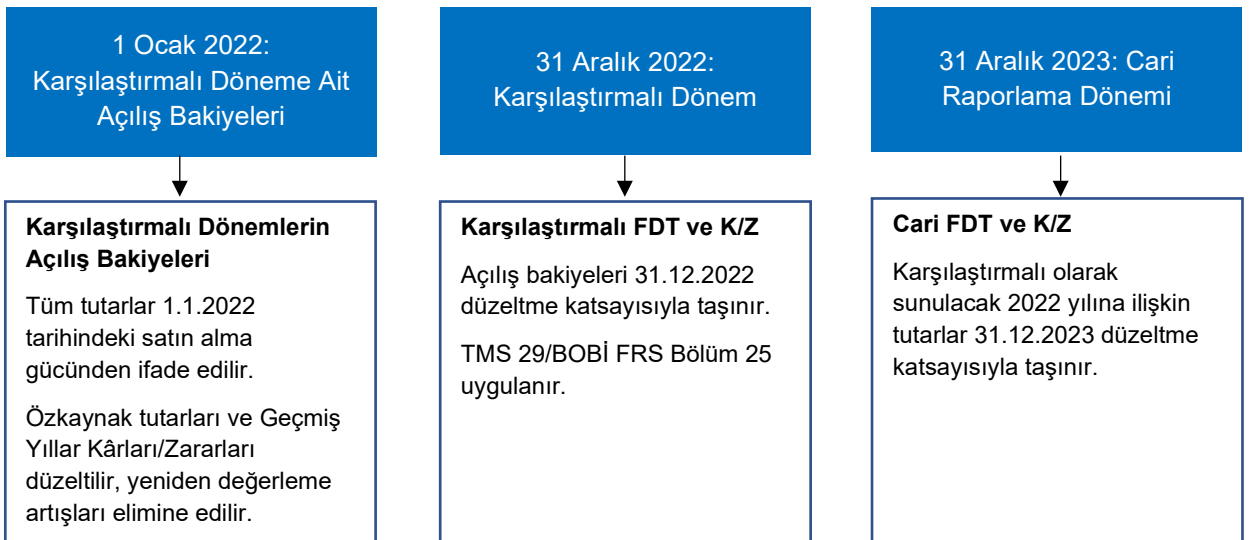 1 Ocak 2022:
Karşılaştırmalı Döneme Ait
Açılış Bakiyeleri
31 Aralık 2022:
Karşılaştırmalı Dönem
31 Aralık 2023: Cari
Raporlama Dönemi
Karşılaştırmalı Dönemlerin
Açılış Bakiyeleri
Tüm tutarlar 1.1.2022
tarihindeki satın alma
gücünden ifade edilir.
Özkaynak tutarları ve Geçmiş
Yıllar Kârları/Zararları
düzeltilir, yeniden değerleme
artışları elimine edilir.
Karşılaştırmalı FDT ve K/Z
Açılış bakiyeleri 31.12.2022
düzeltme katsayısıyla taşınır.
TMS 29/BOBİ FRS Bölüm 25
uygulanır.
Cari FDT ve K/Z
Karşılaştırmalı olarak
sunulacak 2022 yılına ilişkin
tutarlar 31.12.2023 düzeltme
katsayısıyla taşınır.